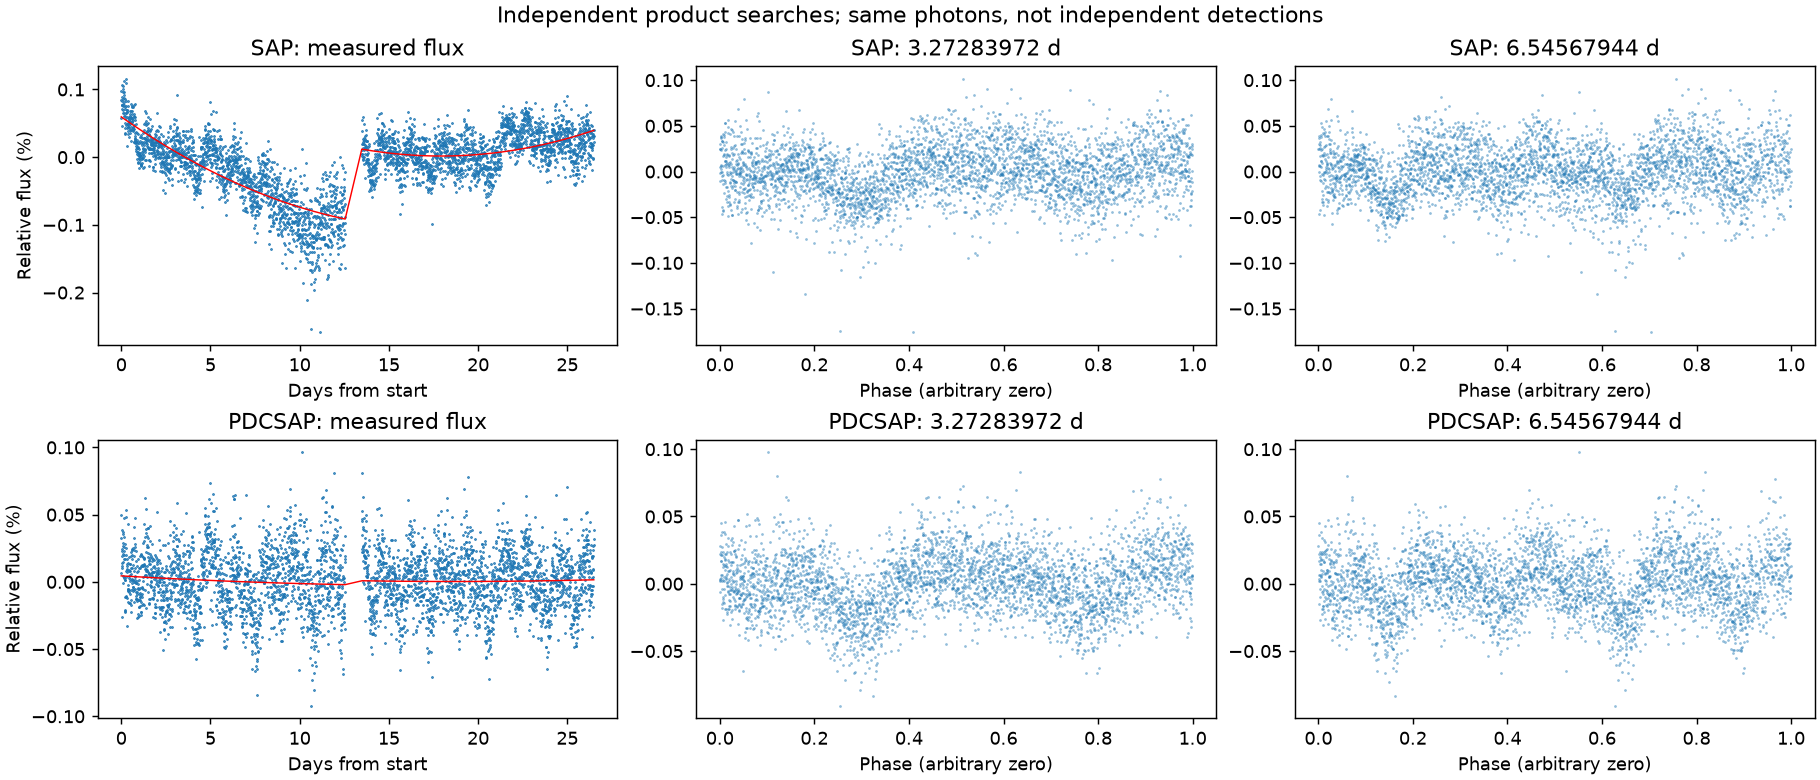 Independent product searches; same photons, not independent detections
SAP: measured flux
SAP: 3.27283972 d
SAP: 6.54567944 d
Relative flux (%)
0.1
0.0
−0.1
−0.2
0 5 10 15 20 25
Days from start
0.10
0.05
0.00
−0.05
−0.10
−0.15
0.0 0.2 0.4 0.6 0.8 1.0
Phase (arbitrary zero)
0.10
0.05
0.00
−0.05
−0.10
−0.15
0.0 0.2 0.4 0.6 0.8 1.0
Phase (arbitrary zero)
PDCSAP: measured flux
PDCSAP: 3.27283972 d
PDCSAP: 6.54567944 d
Relative flux (%)
0.10
0.05
0.00
−0.05
−0.10
0 5 10 15 20 25
Days from start
0.10
0.05
0.00
−0.05
0.0 0.2 0.4 0.6 0.8 1.0
Phase (arbitrary zero)
0.10
0.05
0.00
−0.05
0.0 0.2 0.4 0.6 0.8 1.0
Phase (arbitrary zero)